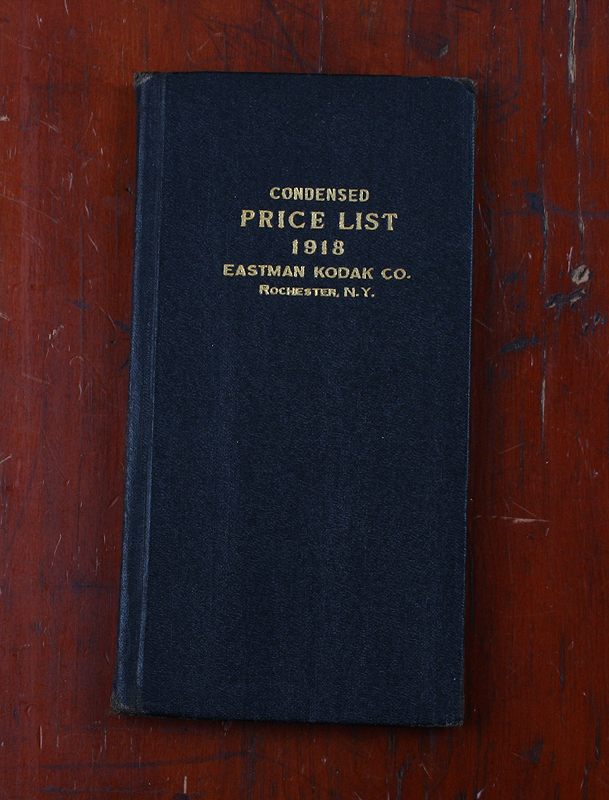 CONDENSED
PRICE LIST
1918
EASTMAN KODAK CO.
ROCHESTER, N.Y.